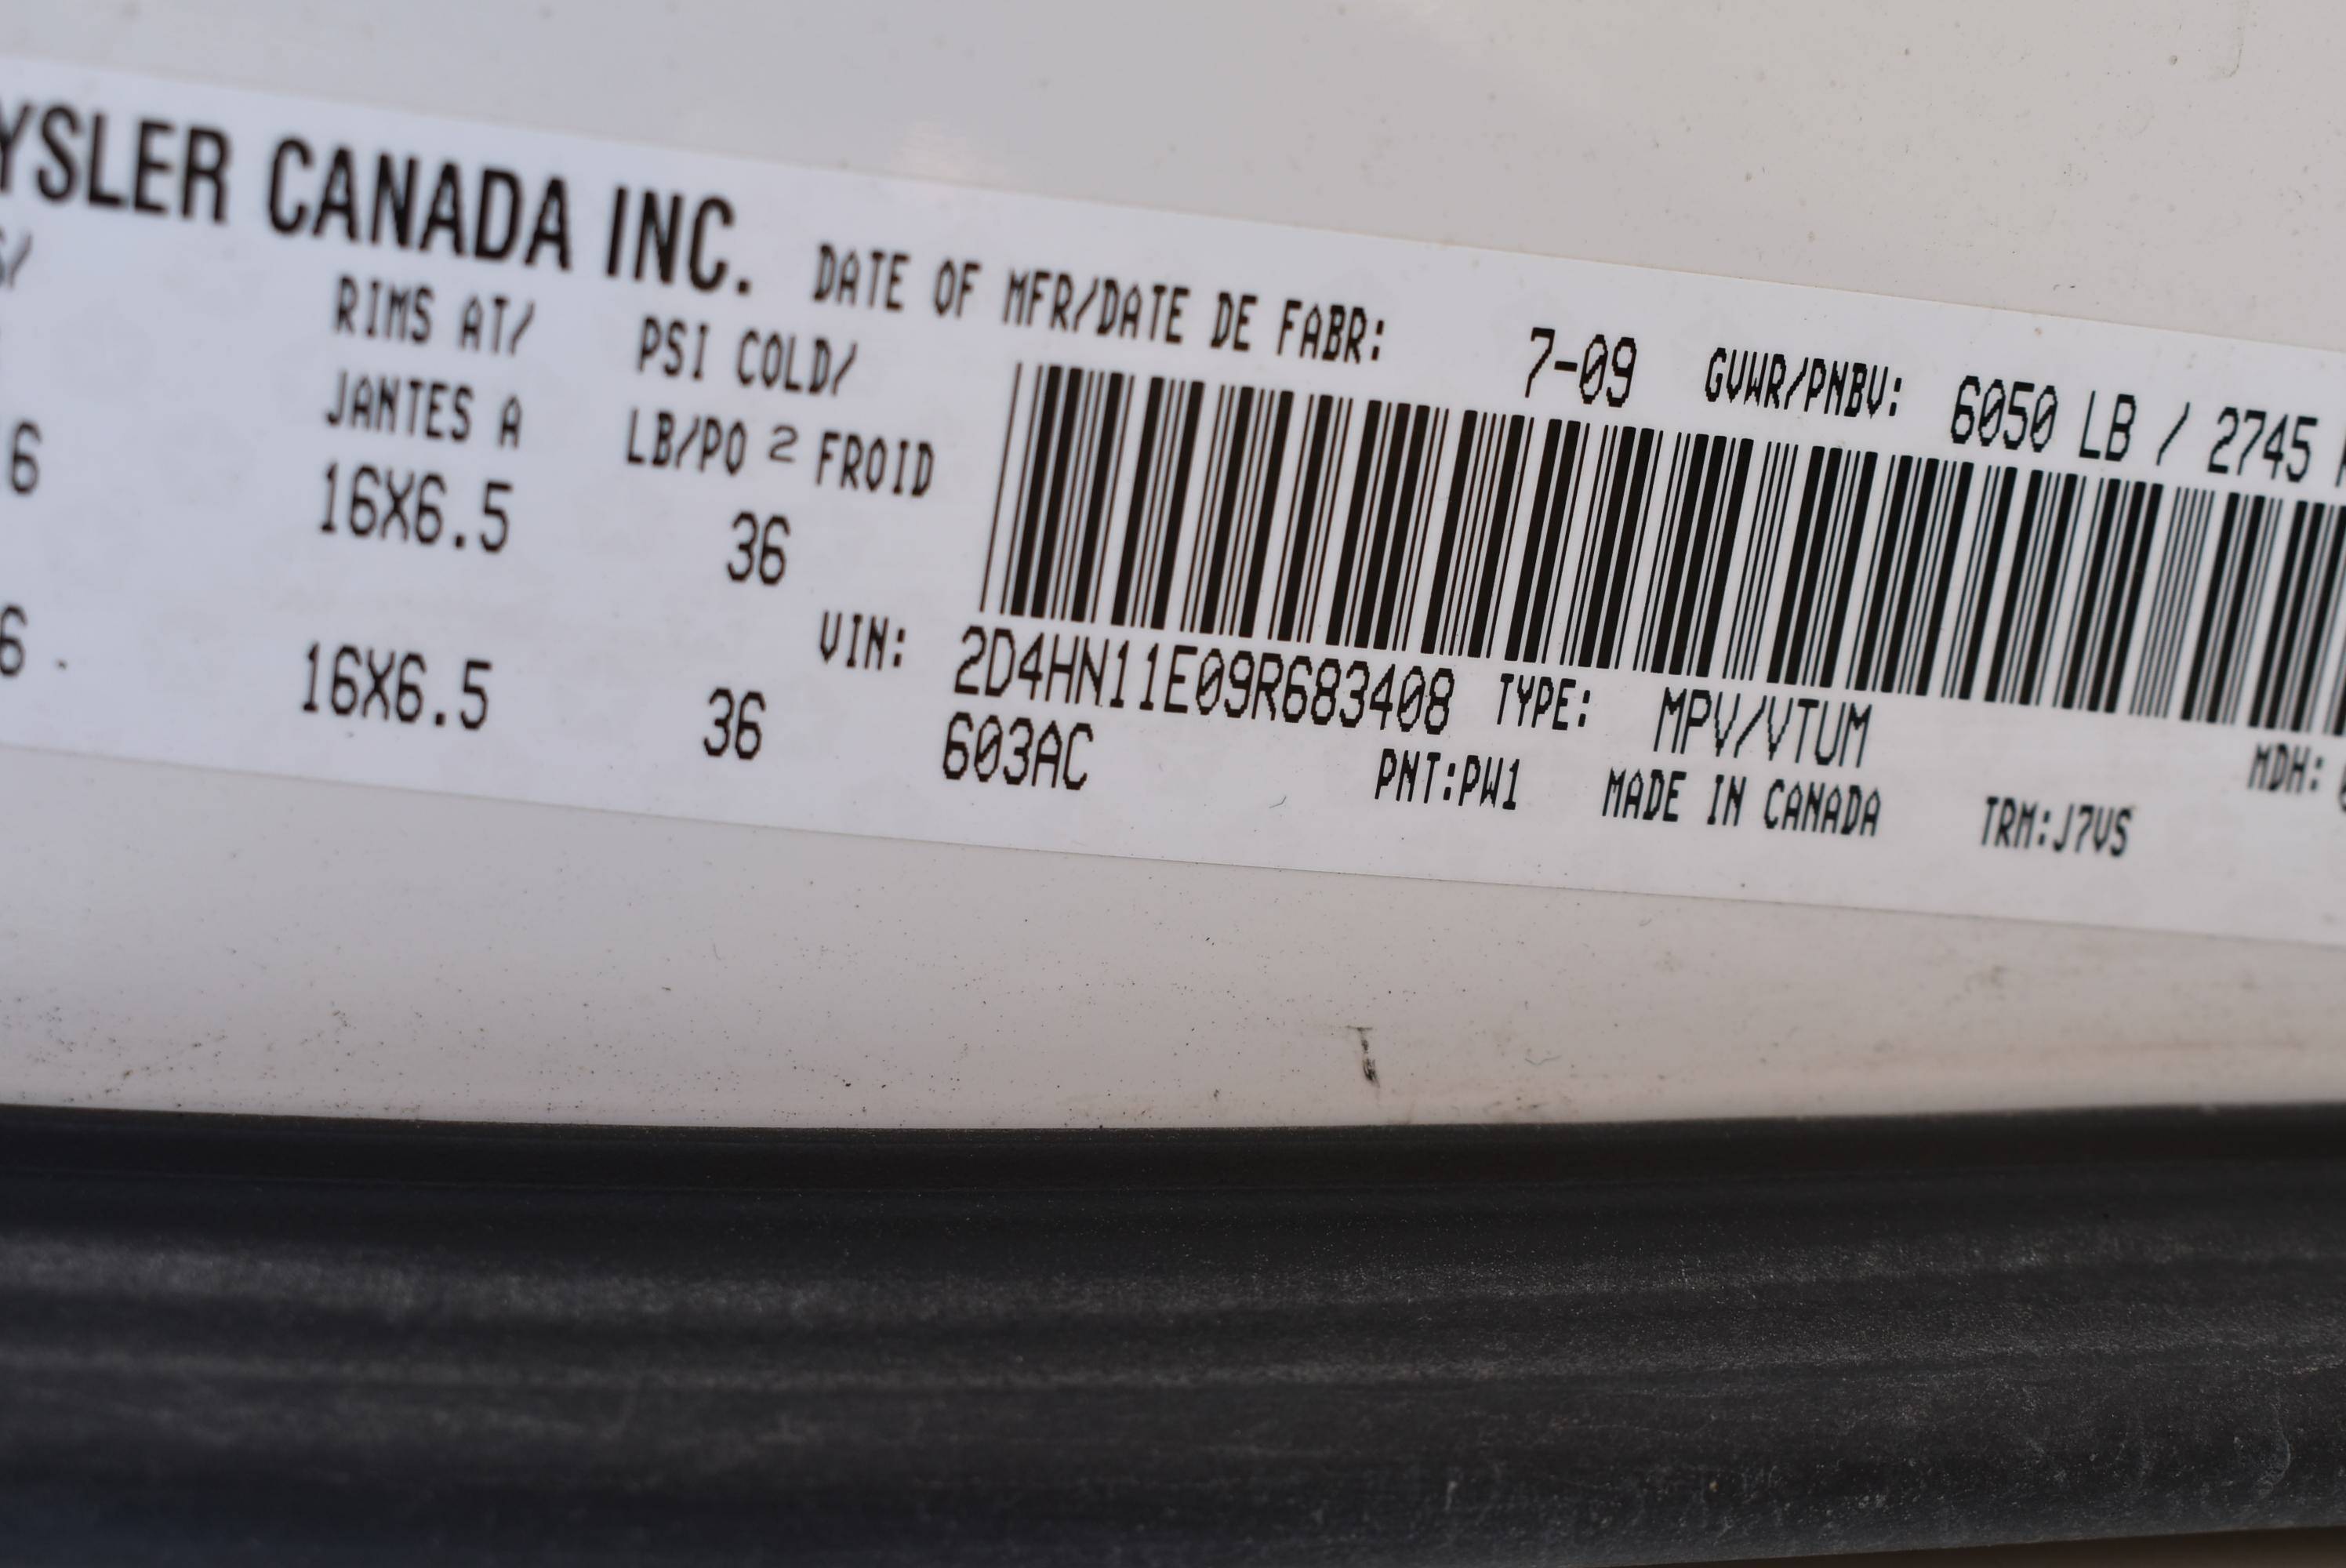 YSLER CANADA INC. DATE OF MFR/DATE DE FABR: 7-09 GVWR/PNBV: 6050 LB / 2745
S/ RIMS AT/ PSI COLD/
JANTES A LB/PO 2 FROID
6 16X6.5 36
VIN: 2D4HN11E09R683408 TYPE: MPV/VTUM MDH:
6 16X6.5 36 603AC PNT:PW1 MADE IN CANADA TRM:J7VS